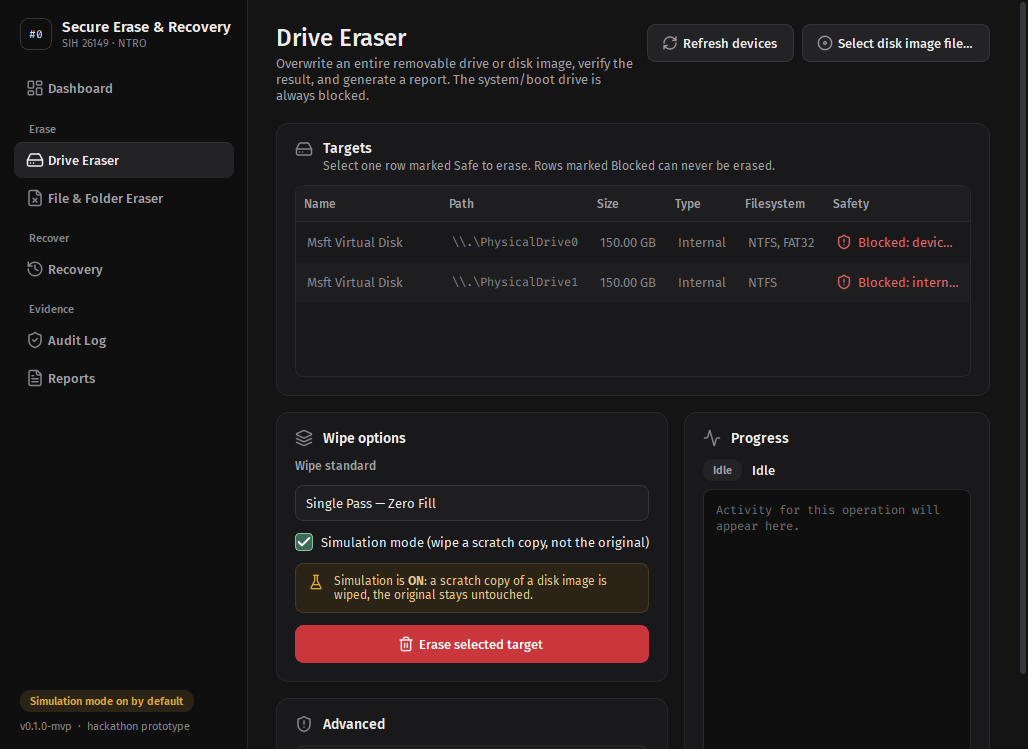 #0
Secure Erase & Recovery
SIH 26149 · NTRO
Dashboard
Erase
Drive Eraser
File & Folder Eraser
Recover
Recovery
Evidence
Audit Log
Reports
Simulation mode on by default
v0.1.0-mvp · hackathon prototype
Drive Eraser
Overwrite an entire removable drive or disk image, verify the
result, and generate a report. The system/boot drive is
always blocked.
Refresh devices
Select disk image file...
Targets
Select one row marked Safe to erase. Rows marked Blocked can never be erased.
Name Path Size Type Filesystem Safety
Msft Virtual Disk \\.\PhysicalDrive0 150.00 GB Internal NTFS, FAT32 Blocked: devic...
Msft Virtual Disk \\.\PhysicalDrive1 150.00 GB Internal NTFS Blocked: intern...
Wipe options
Wipe standard
Single Pass — Zero Fill
Simulation mode (wipe a scratch copy, not the original)
Simulation is ON: a scratch copy of a disk image is
wiped, the original stays untouched.
Erase selected target
Advanced
Progress
Idle Idle
Activity for this operation will
appear here.